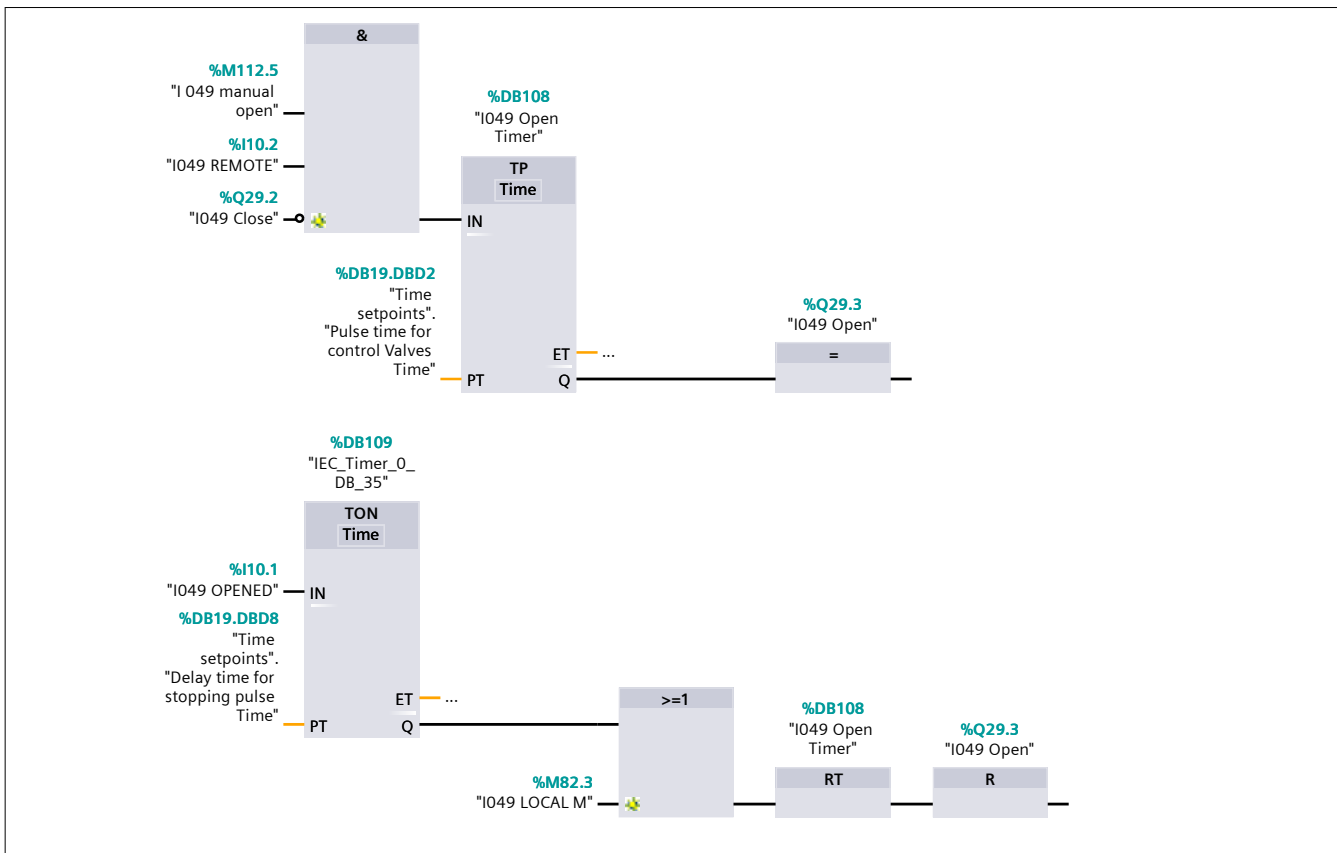 &
%M112.5
"I 049 manual
open"
%I10.2
"I049 REMOTE"
%Q29.2
"I049 Close"
%DB108
"I049 Open
Timer"
TP
Time
IN
%DB19.DBD2
"Time
setpoints".
"Pulse time for
control Valves
Time"
PT
ET
...
Q
%Q29.3
"I049 Open"
=
%DB109
"IEC_Timer_0_
DB_35"
TON
Time
%I10.1
"I049 OPENED"
IN
%DB19.DBD8
"Time
setpoints".
"Delay time for
stopping pulse
Time"
PT
ET
...
Q
>=1
%M82.3
"I049 LOCAL M"
%DB108
"I049 Open
Timer"
RT
%Q29.3
"I049 Open"
R